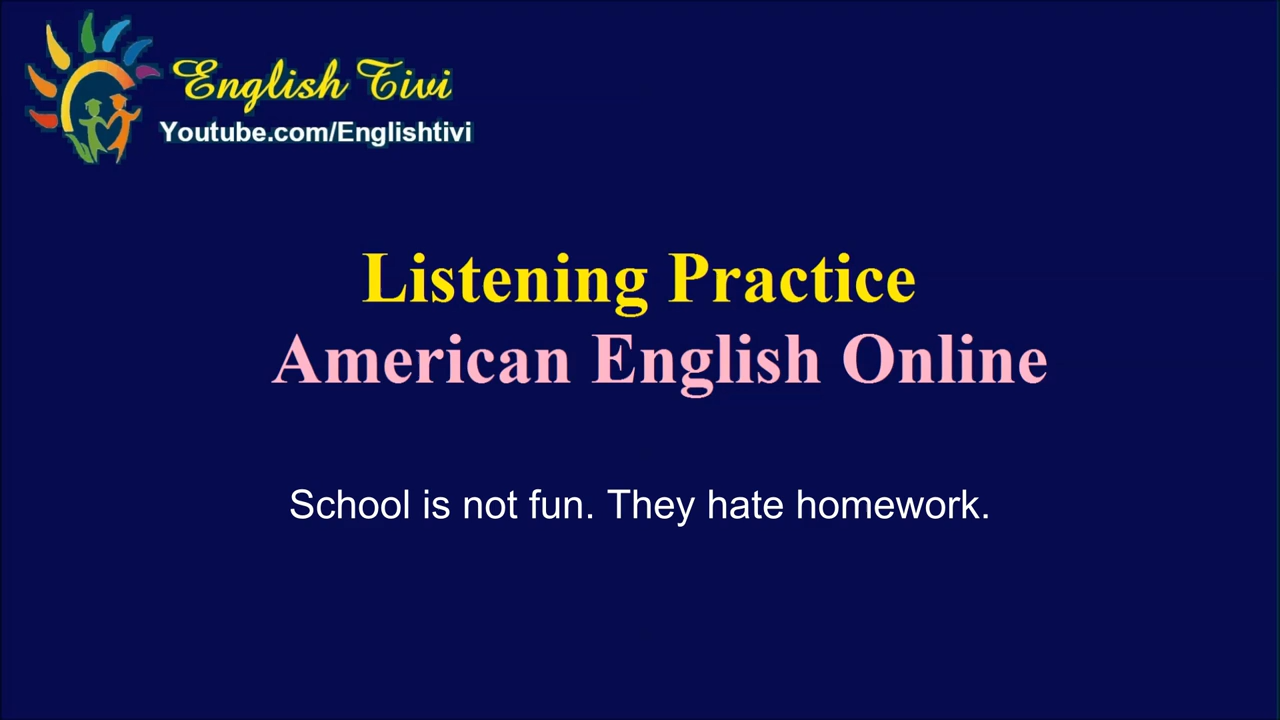 English Tivi
Youtube.com/Englishtivi
Listening Practice
American English Online
School is not fun. They hate homework.